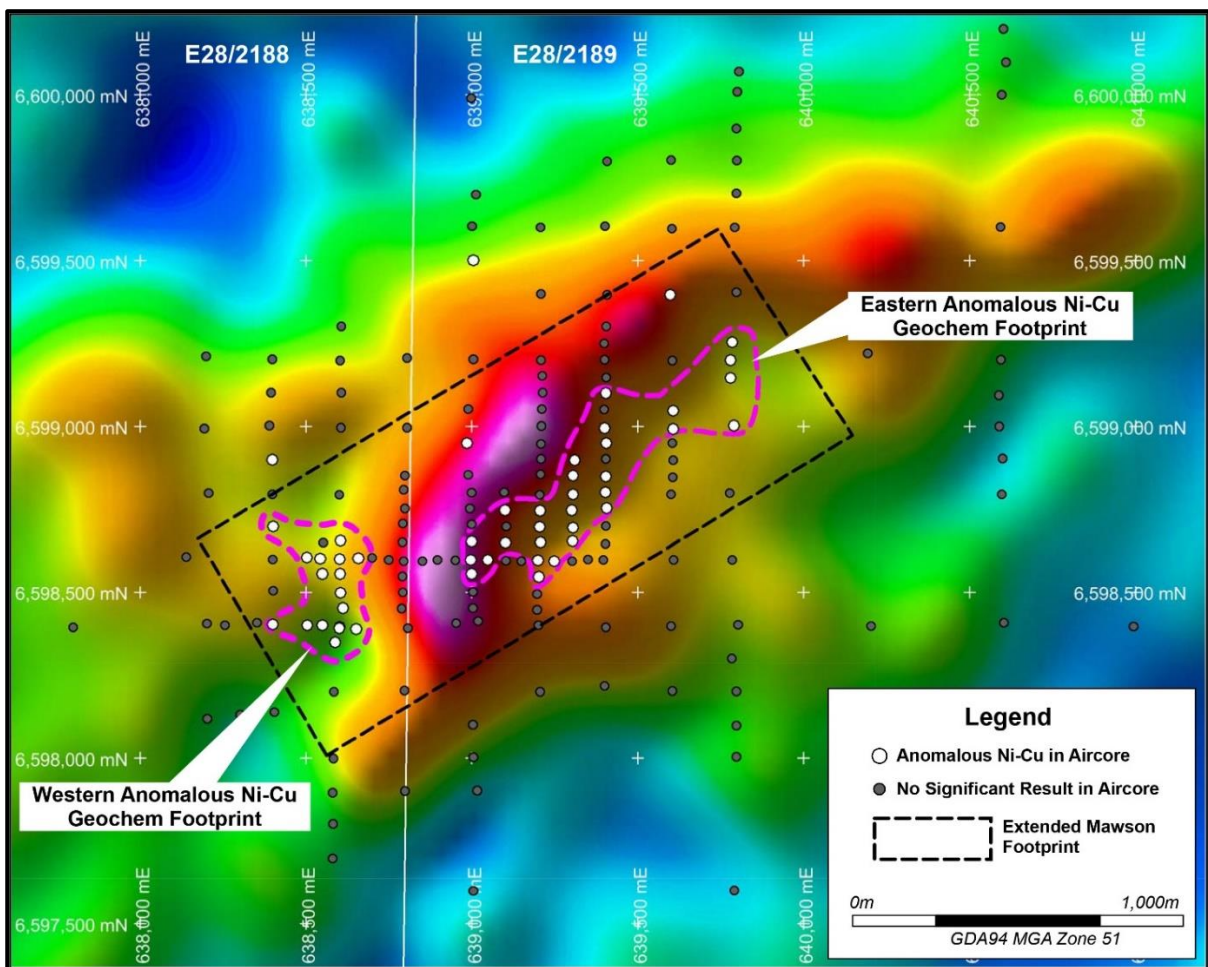 E28/2188
E28/2189
638,000 mE
638,500 mE
639,000 mE
639,500 mE
640,000 mE
640,500 mE
641,000 mE
6,600,000 mN
6,600,000 mN
6,599,500 mN
6,599,500 mN
Eastern Anomalous Ni-Cu
Geochem Footprint
6,599,000 mN
6,599,000 mN
6,598,500 mN
6,598,500 mN
6,598,000 mN
Western Anomalous Ni-Cu
Geochem Footprint
6,597,500 mN
638,000 mE
638,500 mE
639,000 mE
639,500 mE
640,000 mE
Legend
Anomalous Ni-Cu in Aircore
No Significant Result in Aircore
Extended Mawson
Footprint
0m
1,000m
GDA94 MGA Zone 51